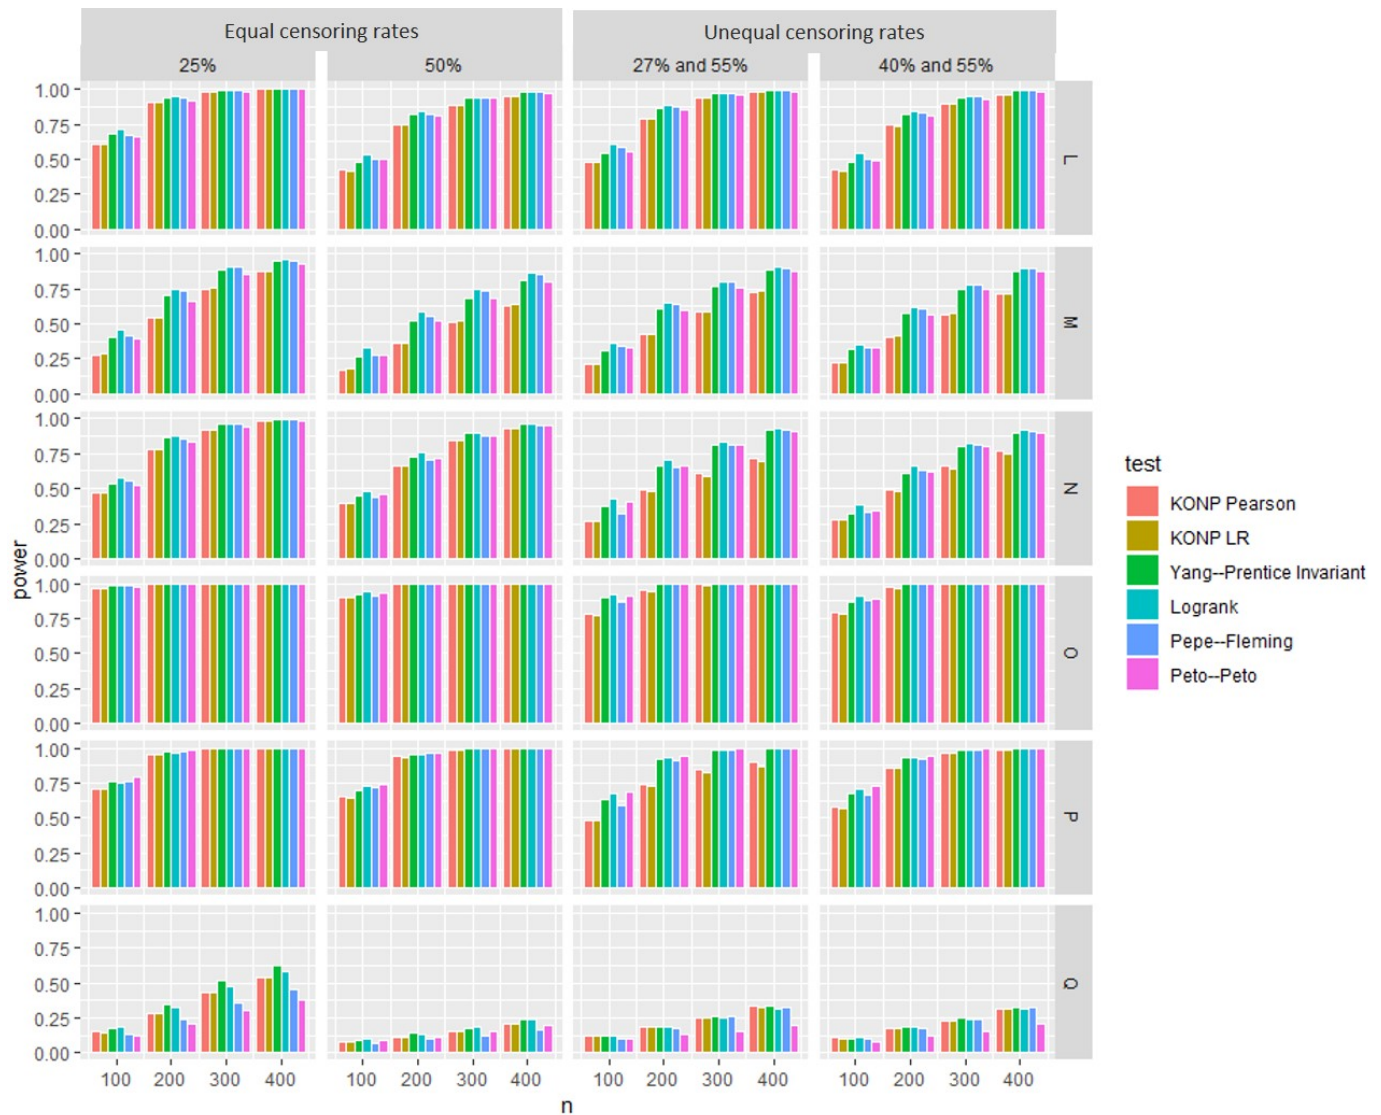 Equal censoring rates
Unequal censoring rates
25%
50%
27% and 55%
40% and 55%
1.00
0.75
0.50
0.25
0.00
L
1.00
0.75
0.50
0.25
0.00
M
1.00
0.75
0.50
0.25
0.00
N
power
1.00
0.75
0.50
0.25
0.00
O
1.00
0.75
0.50
0.25
0.00
P
1.00
0.75
0.50
0.25
0.00
Q
100 200 300 400
100 200 300 400
100 200 300 400
100 200 300 400
n
test
KONP Pearson
KONP LR
Yang--Prentice Invariant
Logrank
Pepe--Fleming
Peto--Peto